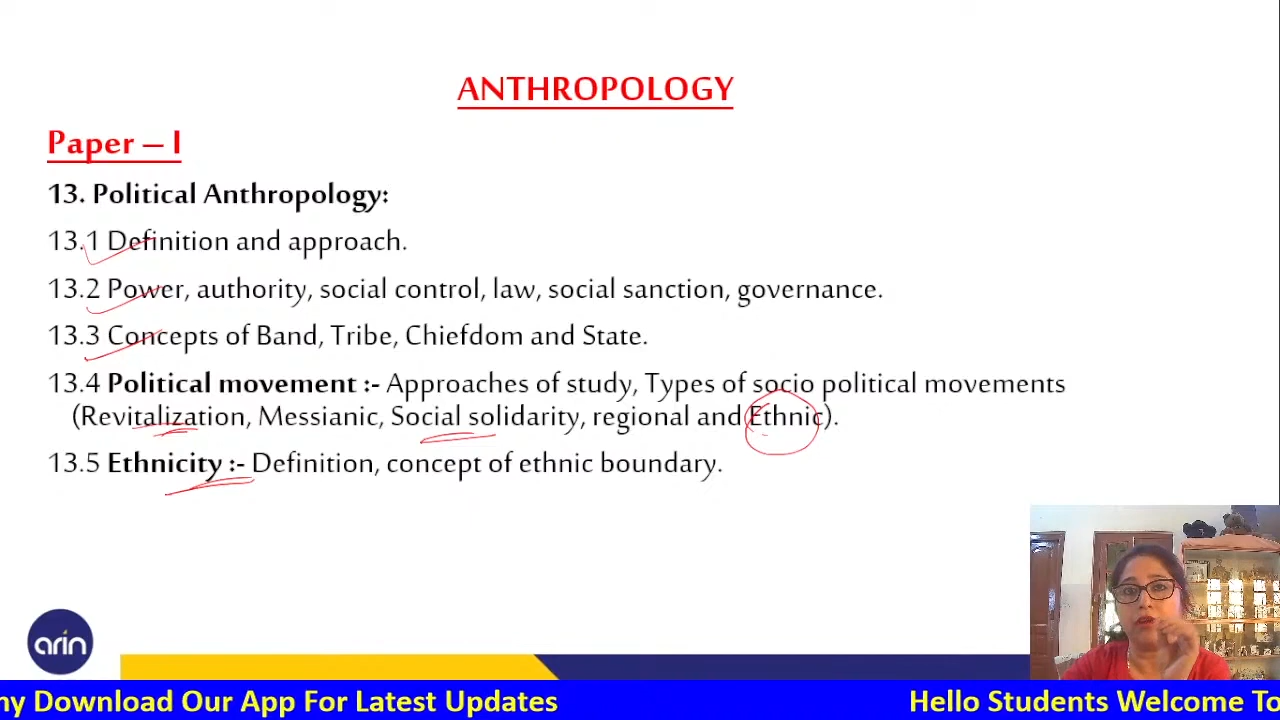 ANTHROPOLOGY
Paper – I
13. Political Anthropology:
13.1 Definition and approach.
13.2 Power, authority, social control, law, social sanction, governance.
13.3 Concepts of Band, Tribe, Chiefdom and State.
13.4 Political movement :- Approaches of study, Types of socio political movements
(Revitalization, Messianic, Social solidarity, regional and Ethnic).
13.5 Ethnicity :- Definition, concept of ethnic boundary.
arin
ny Download Our App For Latest Updates Hello Students Welcome To